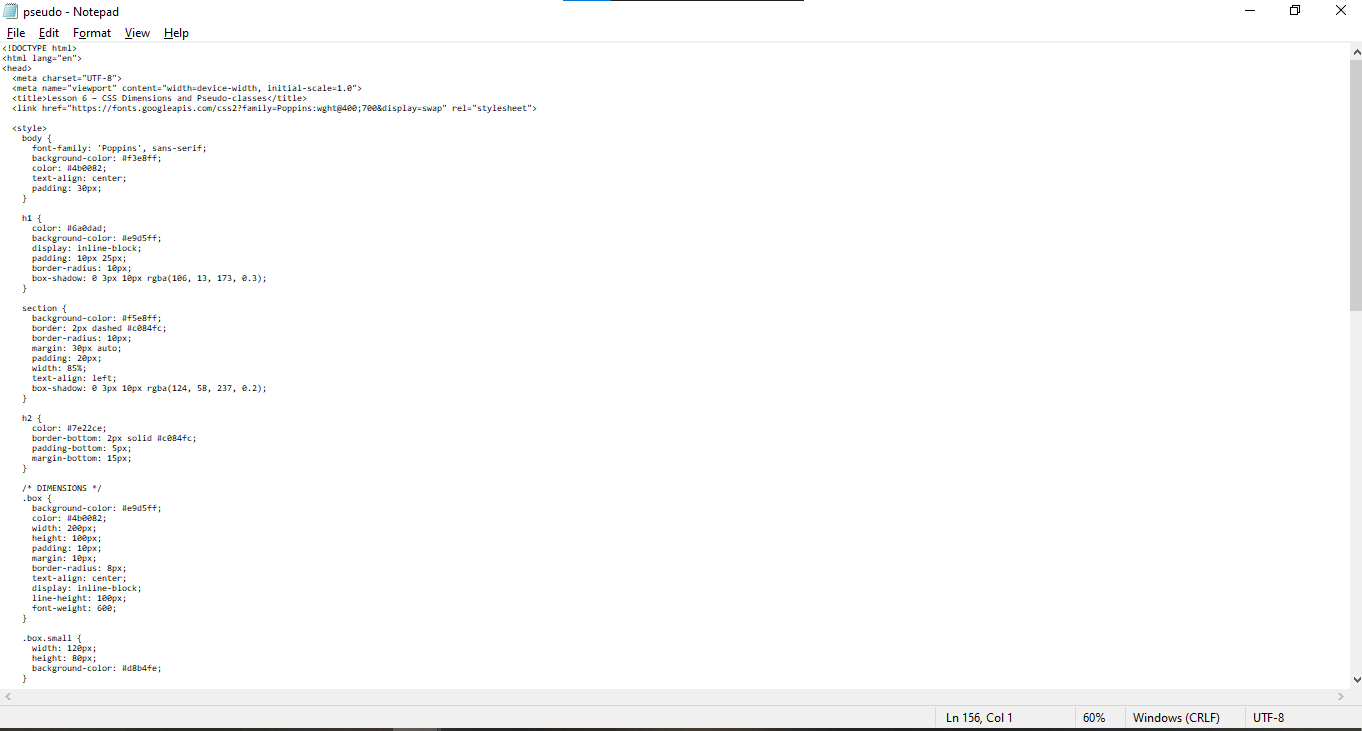 pseudo - Notepad
File Edit Format View Help
<!DOCTYPE html>
<html lang="en">
<head>
  <meta charset="UTF-8">
  <meta name="viewport" content="width=device-width, initial-scale=1.0">
  <title>Lesson 6 – CSS Dimensions and Pseudo-classes</title>
  <link href="https://fonts.googleapis.com/css2?family=Poppins:wght@400;700&display=swap" rel="stylesheet">

  <style>
    body {
      font-family: 'Poppins', sans-serif;
      background-color: #f3e8ff;
      color: #4b0082;
      text-align: center;
      padding: 30px;
    }

    h1 {
      color: #6a0dad;
      background-color: #e9d5ff;
      display: inline-block;
      padding: 10px 25px;
      border-radius: 10px;
      box-shadow: 0 3px 10px rgba(106, 13, 173, 0.3);
    }

    section {
      background-color: #f5e8ff;
      border: 2px dashed #c084fc;
      border-radius: 10px;
      margin: 30px auto;
      padding: 20px;
      width: 85%;
      text-align: left;
      box-shadow: 0 3px 10px rgba(124, 58, 237, 0.2);
    }

    h2 {
      color: #7e22ce;
      border-bottom: 2px solid #c084fc;
      padding-bottom: 5px;
      margin-bottom: 15px;
    }

    /* DIMENSIONS */
    .box {
      background-color: #e9d5ff;
      color: #4b0082;
      width: 200px;
      height: 100px;
      padding: 10px;
      margin: 10px;
      border-radius: 8px;
      text-align: center;
      display: inline-block;
      line-height: 100px;
      font-weight: 600;
    }

    .box.small {
      width: 120px;
      height: 80px;
      background-color: #d8b4fe;
    }
Ln 156, Col 1 60% Windows (CRLF) UTF-8